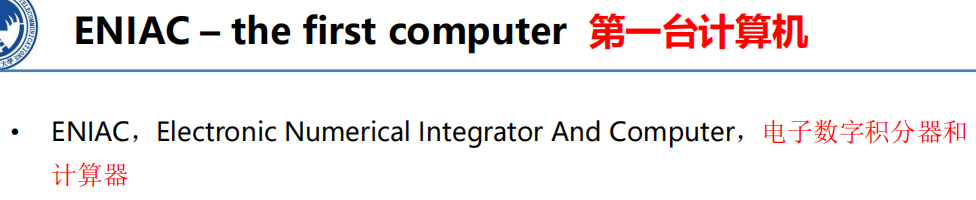 ENIAC – the first computer 第一台计算机
• ENIAC，Electronic Numerical Integrator And Computer，电子数字积分器和
计算器